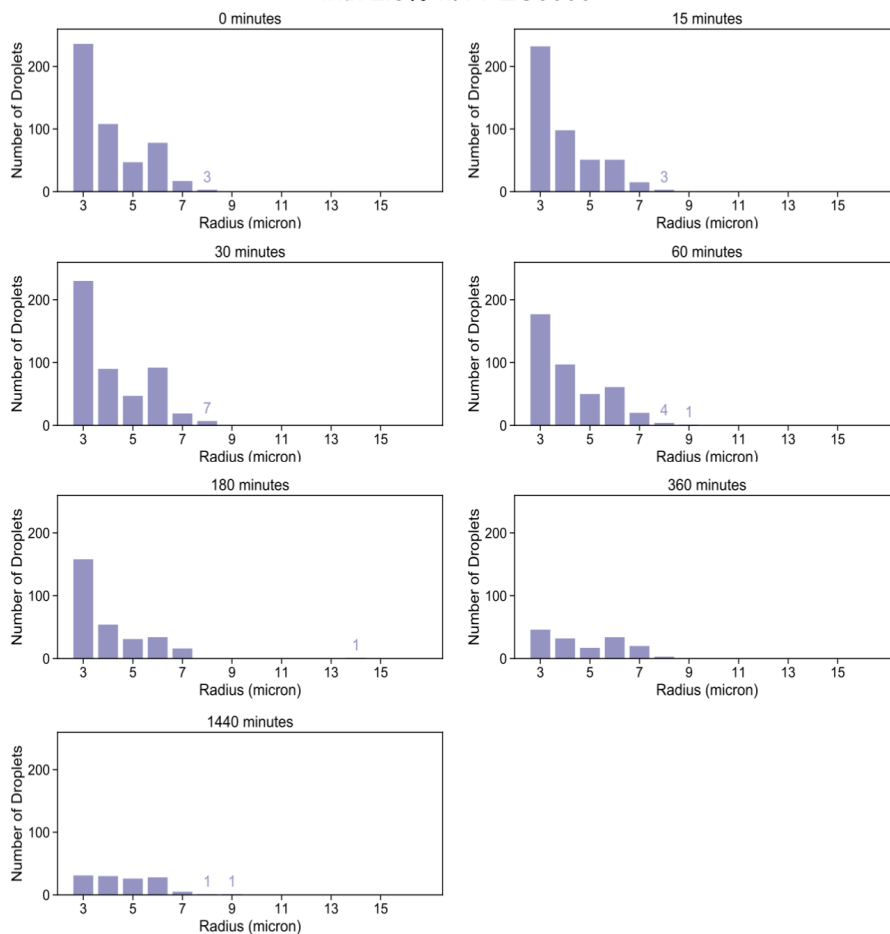 0 minutes
Number of Droplets
200
100
0
3
3 5 7 9 11 13 15
Radius (micron)
15 minutes
Number of Droplets
200
100
0
3
3 5 7 9 11 13 15
Radius (micron)
30 minutes
Number of Droplets
200
100
0
7
3 5 7 9 11 13 15
Radius (micron)
60 minutes
Number of Droplets
200
100
0
4 1
3 5 7 9 11 13 15
Radius (micron)
180 minutes
Number of Droplets
200
100
0
1
3 5 7 9 11 13 15
Radius (micron)
360 minutes
Number of Droplets
200
100
0
3 5 7 9 11 13 15
Radius (micron)
1440 minutes
Number of Droplets
200
100
0
1 1
3 5 7 9 11 13 15
Radius (micron)